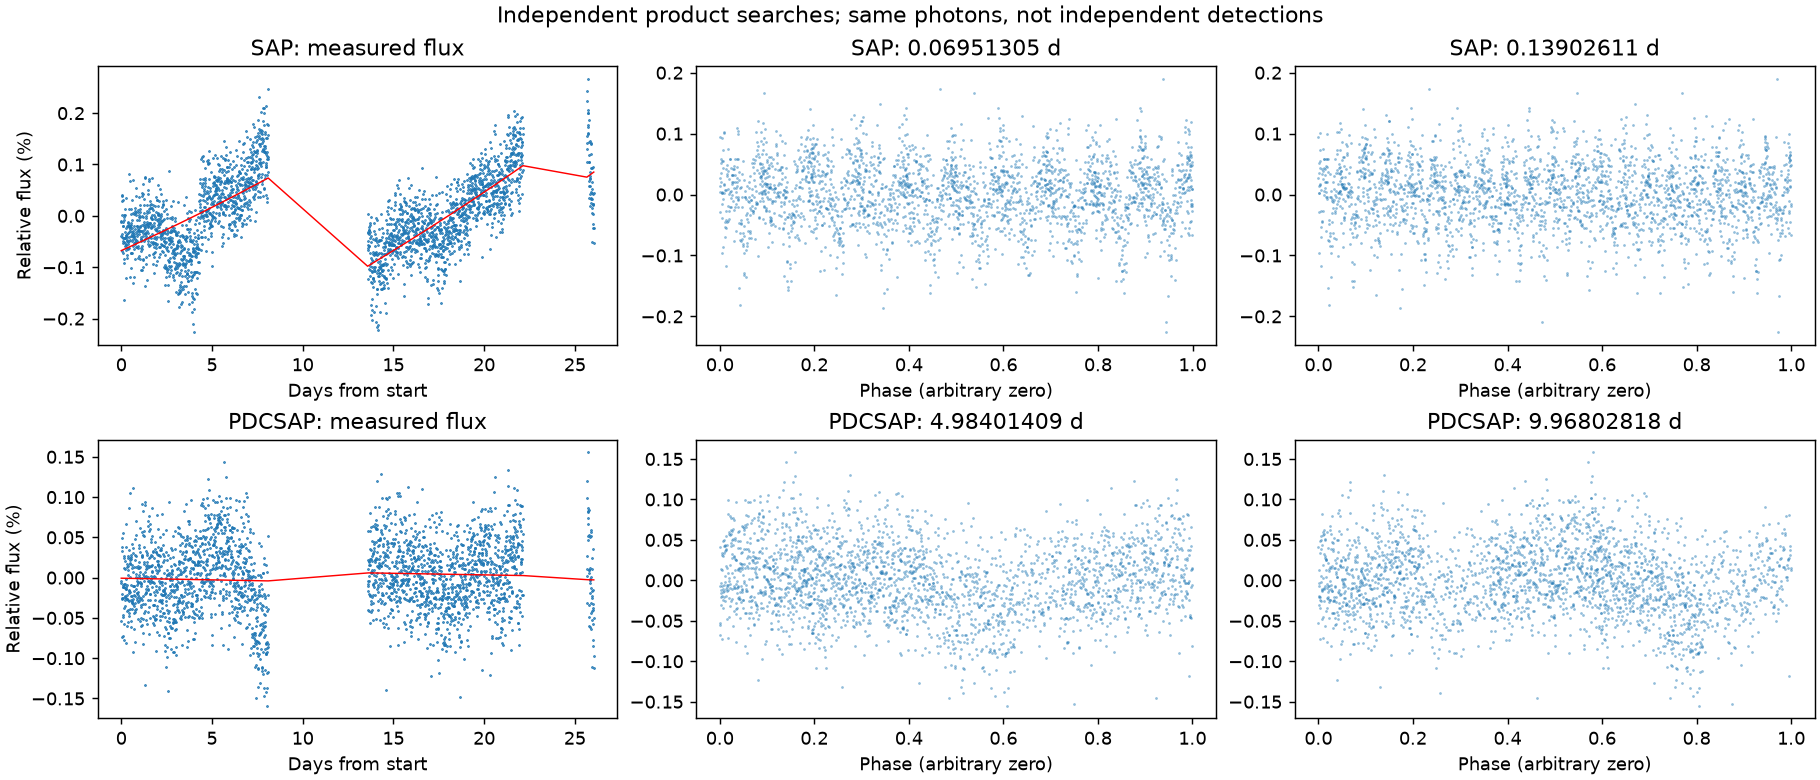 Independent product searches; same photons, not independent detections
SAP: measured flux
SAP: 0.06951305 d
SAP: 0.13902611 d
Relative flux (%)
0.2
0.1
0.0
−0.1
−0.2
0 5 10 15 20 25
Days from start
0.2
0.1
0.0
−0.1
−0.2
0.0 0.2 0.4 0.6 0.8 1.0
Phase (arbitrary zero)
0.2
0.1
0.0
−0.1
−0.2
0.0 0.2 0.4 0.6 0.8 1.0
Phase (arbitrary zero)
PDCSAP: measured flux
PDCSAP: 4.98401409 d
PDCSAP: 9.96802818 d
Relative flux (%)
0.15
0.10
0.05
0.00
−0.05
−0.10
−0.15
0 5 10 15 20 25
Days from start
0.15
0.10
0.05
0.00
−0.05
−0.10
−0.15
0.0 0.2 0.4 0.6 0.8 1.0
Phase (arbitrary zero)
0.15
0.10
0.05
0.00
−0.05
−0.10
−0.15
0.0 0.2 0.4 0.6 0.8 1.0
Phase (arbitrary zero)